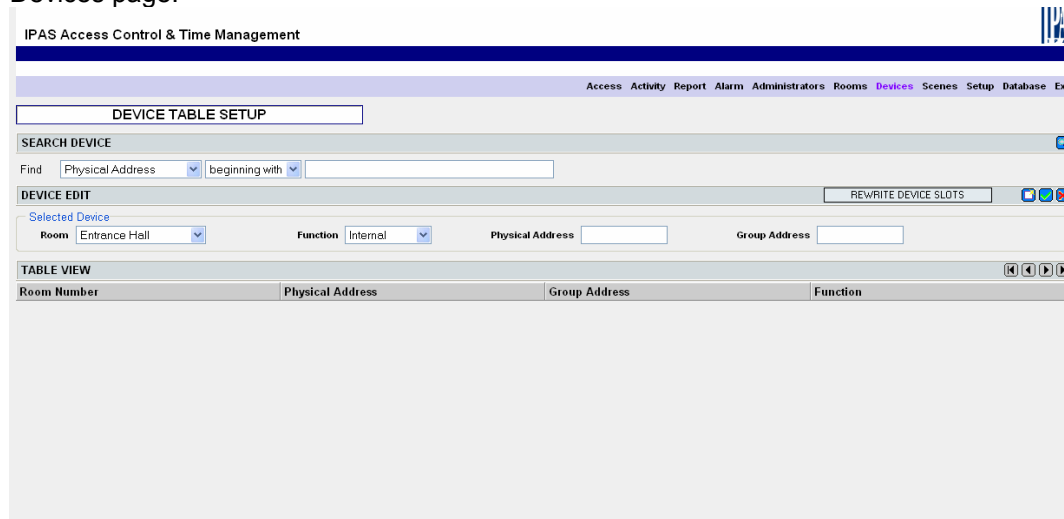 Devices page.
IPAS Access Control & Time Management
Access Activity Report Alarm Administrators Rooms Devices Scenes Setup Database
DEVICE TABLE SETUP
SEARCH DEVICE
Find Physical Address beginning with
DEVICE EDIT REWRITE DEVICE SLOTS
Selected Device
Room Entrance Hall Function Internal Physical Address Group Address
TABLE VIEW
Room Number Physical Address Group Address Function